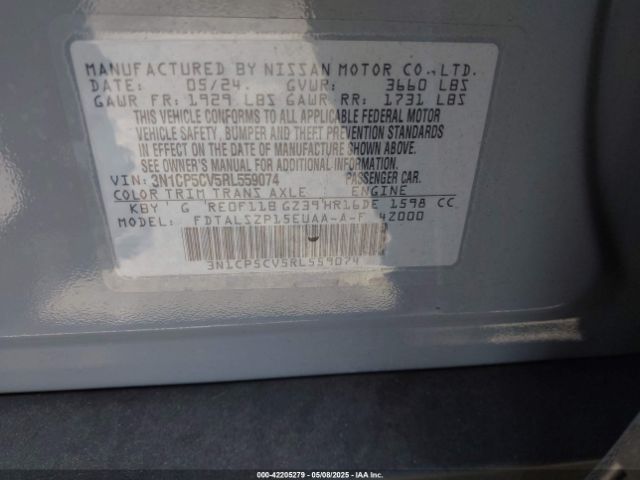 MANUFACTURED BY NISSAN MOTOR CO., LTD.
DATE: 05/24. GVWR: 3660 LBS
GAWR FR: 1929 LBS GAWR RR: 1731 LBS
THIS VEHICLE CONFORMS TO ALL APPLICABLE FEDERAL MOTOR
VEHICLE SAFETY, BUMPER AND THEFT PREVENTION STANDARDS
IN EFFECT ON THE DATE OF MANUFACTURE SHOWN ABOVE.
SEE OWNER'S MANUAL FOR ADDITIONAL INFORMATION
VIN: 3N1CP5CV5RL559074 PASSENGER CAR.
COLOR TRIM TRANS AXLE: ENGINE
KBY G RE0F11B GZ39 HR16DE 1598 CC
MODEL: FDTALSZP15EUAA-A-F 4Z000
3N1CP5CV5RL559074
000-42205279 - 05/08/2025 - IAA Inc.